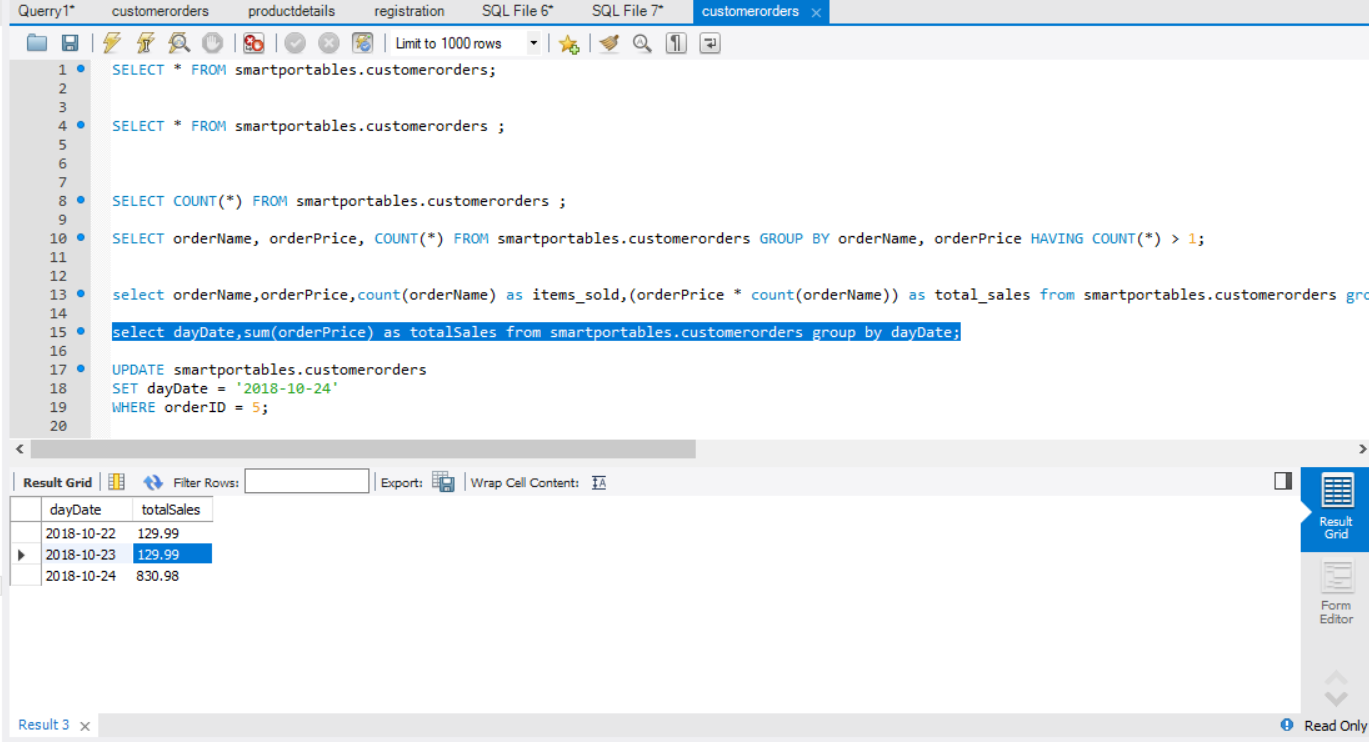 Querry1* customerorders productdetails registration SQL File 6* SQL File 7* customerorders ×
Limit to 1000 rows
1 SELECT * FROM smartportables.customerorders;
2
3
4 SELECT * FROM smartportables.customerorders ;
5
6
7
8 SELECT COUNT(*) FROM smartportables.customerorders ;
9
10 SELECT orderName, orderPrice, COUNT(*) FROM smartportables.customerorders GROUP BY orderName, orderPrice HAVING COUNT(*) > 1;
11
12
13 select orderName,orderPrice,count(orderName) as items_sold,(orderPrice * count(orderName)) as total_sales from smartportables.customerorders gro
14
15 select dayDate,sum(orderPrice) as totalSales from smartportables.customerorders group by dayDate;
16
17 UPDATE smartportables.customerorders
18 SET dayDate = '2018-10-24'
19 WHERE orderID = 5;
20
Result Grid Filter Rows: Export: Wrap Cell Content: IA
dayDate totalSales
2018-10-22 129.99
2018-10-23 129.99
2018-10-24 830.98
Result
Grid
Form
Editor
Result 3 × Read Only